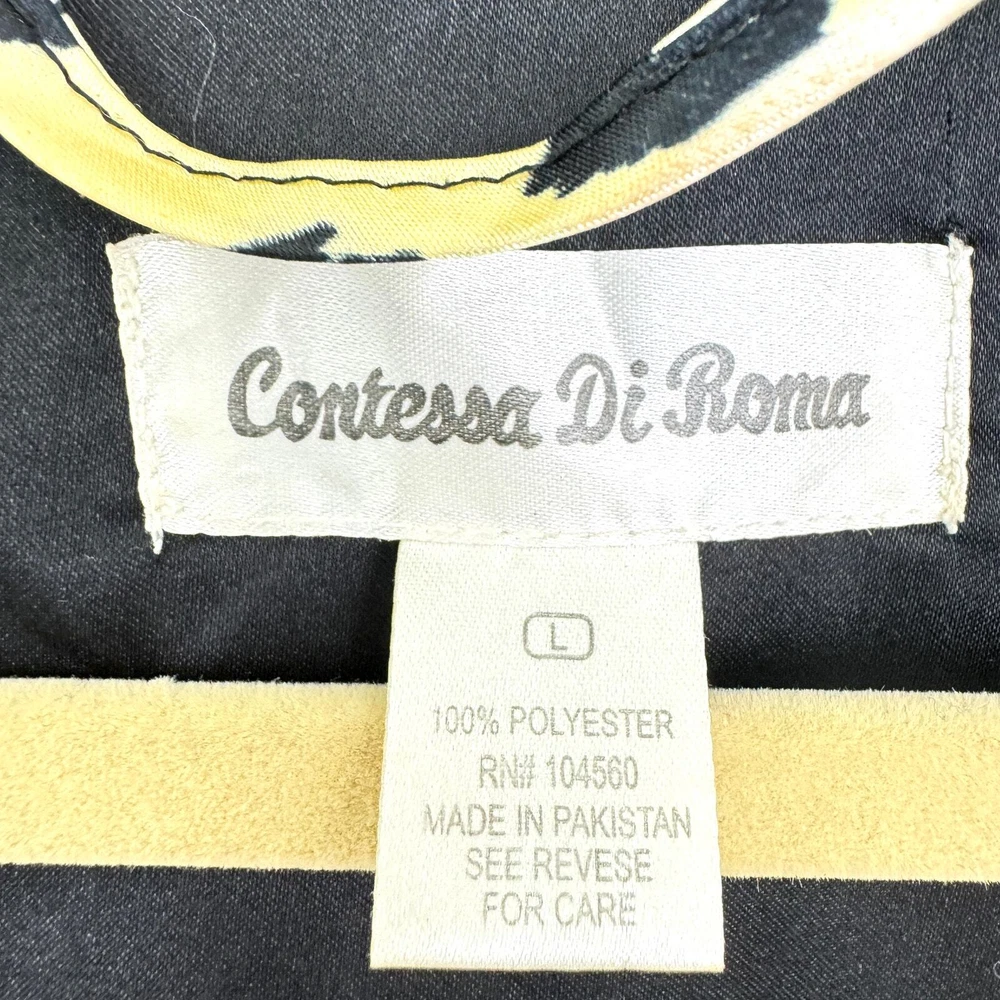 Contessa Di Roma
L
100% POLYESTER
RN# 104560
MADE IN PAKISTAN
SEE REVESE
FOR CARE